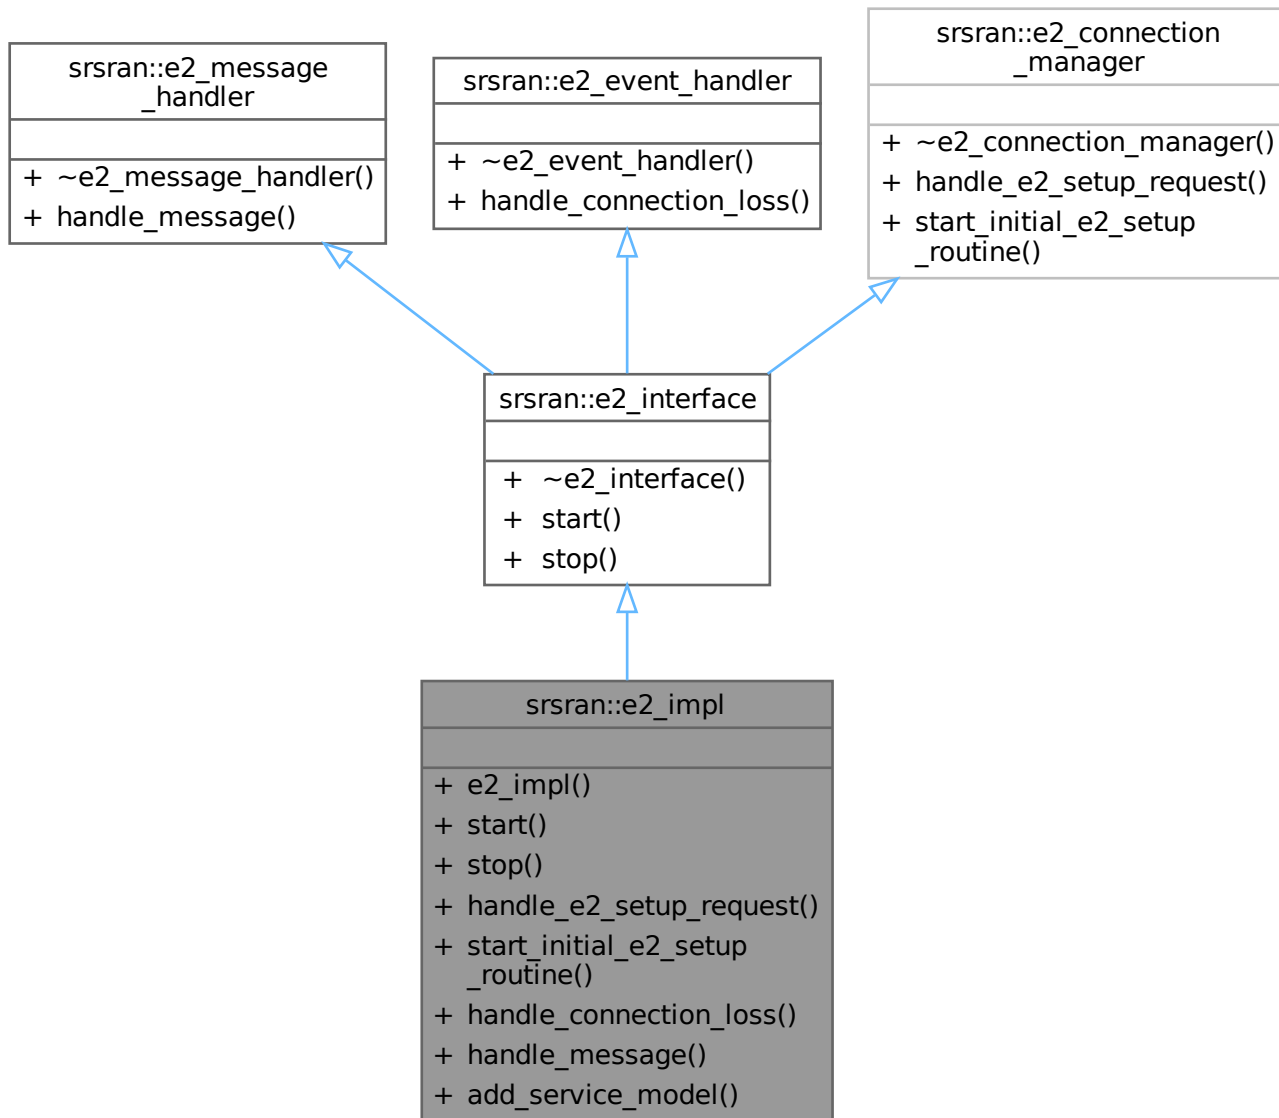 srsran::e2_message
_handler
+ ~e2_message_handler()
+ handle_message()
srsran::e2_event_handler
+ ~e2_event_handler()
+ handle_connection_loss()
srsran::e2_connection
_manager
+ ~e2_connection_manager()
+ handle_e2_setup_request()
+ start_initial_e2_setup
_routine()
srsran::e2_interface
+ ~e2_interface()
+ start()
+ stop()
srsran::e2_impl
+ e2_impl()
+ start()
+ stop()
+ handle_e2_setup_request()
+ start_initial_e2_setup
_routine()
+ handle_connection_loss()
+ handle_message()
+ add_service_model()